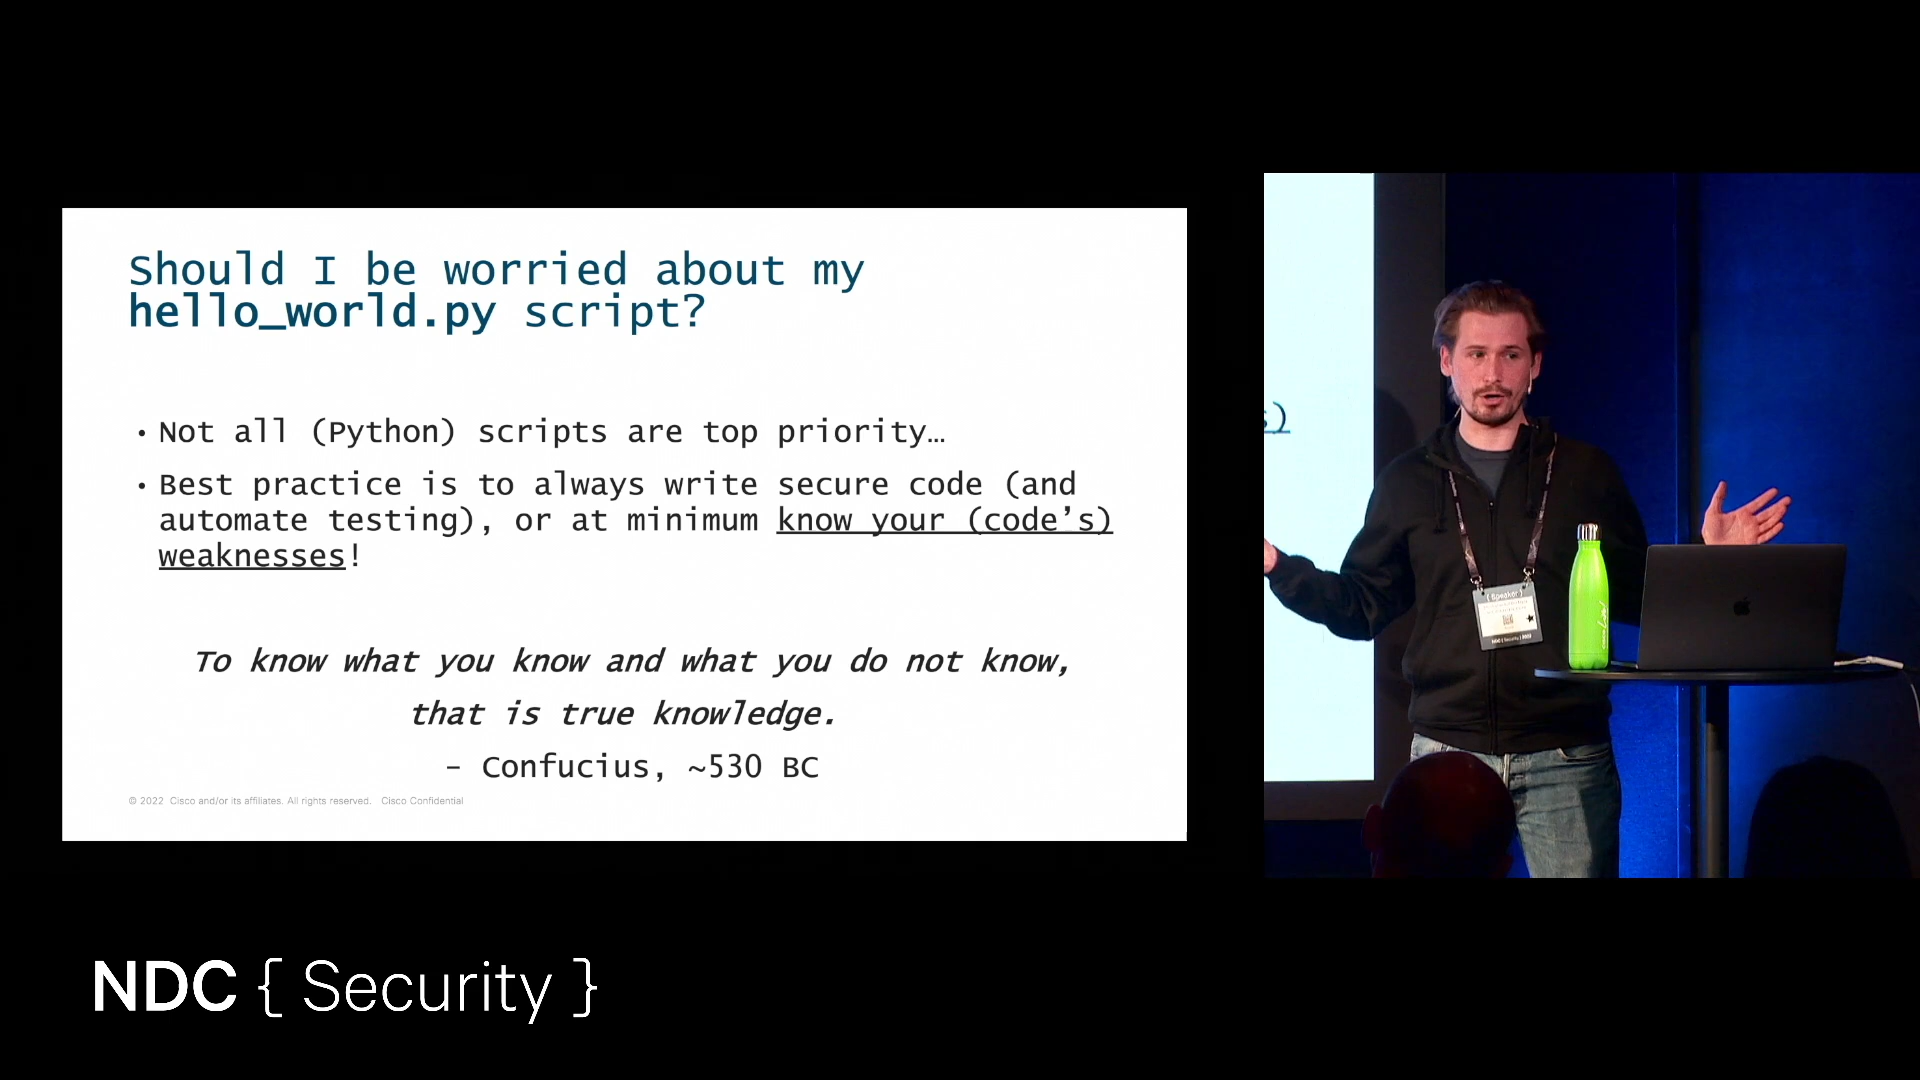 Should I be worried about my
hello_world.py script?
• Not all (Python) scripts are top priority…
• Best practice is to always write secure code (and
automate testing), or at minimum know your (code’s)
weaknesses!
To know what you know and what you do not know,
that is true knowledge.
– Confucius, ~530 BC
© 2022 Cisco and/or its affiliates. All rights reserved. Cisco Confidential
s)
{ Speaker }
NDC { Security }